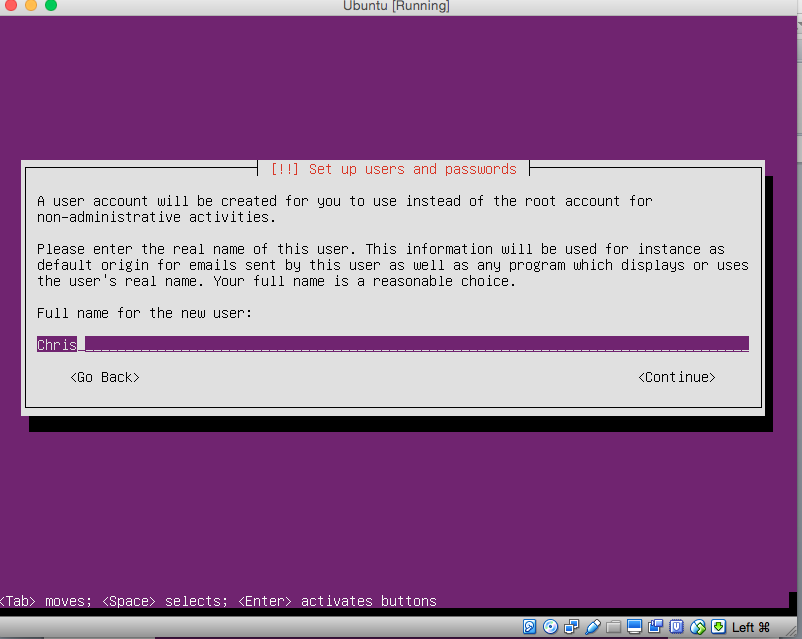 Ubuntu [Running]
[!!] Set up users and passwords
A user account will be created for you to use instead of the root account for
non-administrative activities.
Please enter the real name of this user. This information will be used for instance as
default origin for emails sent by this user as well as any program which displays or uses
the user's real name. Your full name is a reasonable choice.
Full name for the new user:
Chris
<Go Back> <Continue>
<Tab> moves; <Space> selects; <Enter> activates buttons
Left ⌘